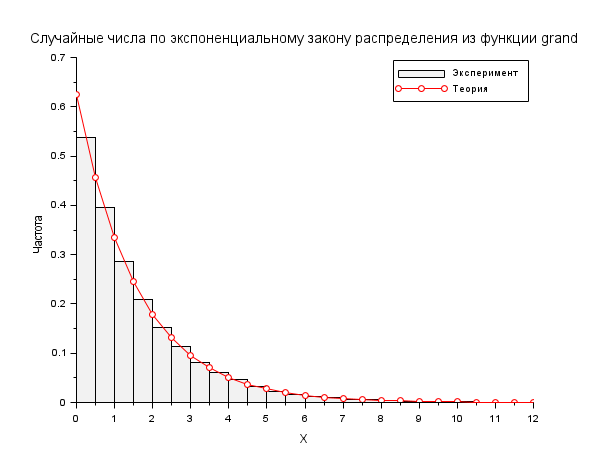 Случайные числа по экспоненциальному закону распределения из функции grand
0.7
0.6
0.5
0.4
0.3
0.2
0.1
0
Частота
Эксперимент
Теория
0 1 2 3 4 5 6 7 8 9 10 11 12
X